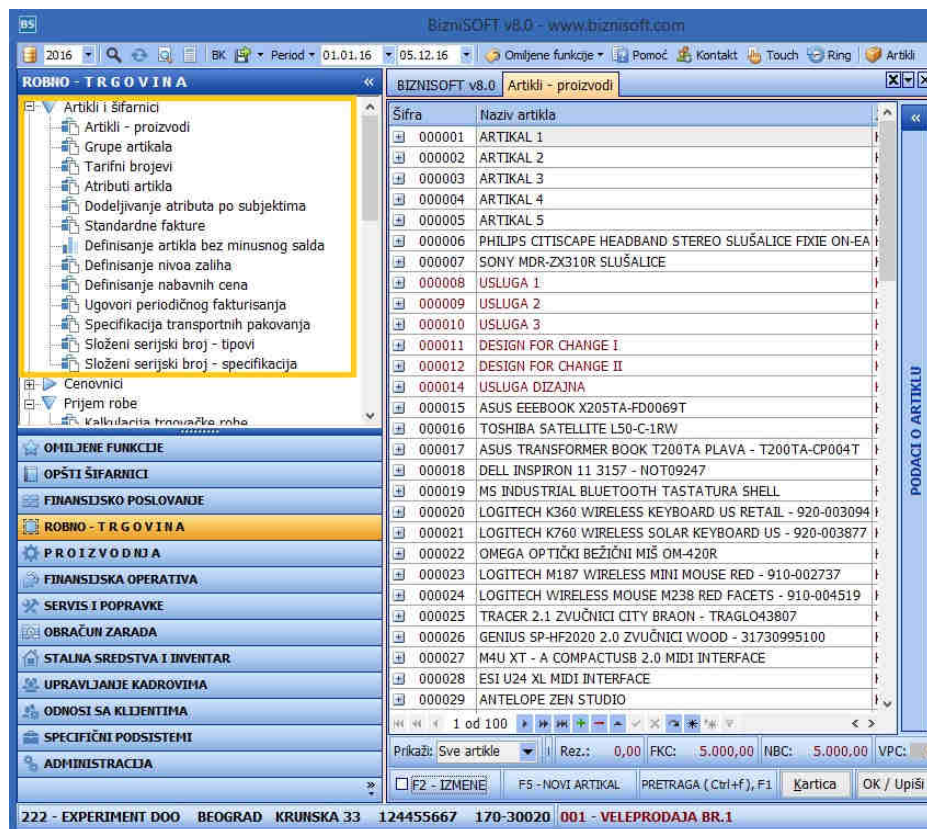 BS BizniSOFT v8.0 - www.biznisoft.com
2016 BK Period 01.01.16 05.12.16 Omiljene funkcije Pomoć Kontakt Touch Ring Artikli
ROBNO - T R G O V I N A «
Artikli i šifarnici
Artikli - proizvodi
Grupe artikala
Tarifni brojevi
Atributi artikla
Dodeljivanje atributa po subjektima
Standardne fakture
Definisanje artikla bez minusnog salda
Definisanje nivoa zaliha
Definisanje nabavnih cena
Ugovori periodičnog fakturisanja
Specifikacija transportnih pakovanja
Složeni serijski broj - tipovi
Složeni serijski broj - specifikacija
Cenovnici
Prijem robe
Kalkulacija trgovačke robe
OMILJENE FUNKCIJE
OPŠTI ŠIFARNICI
FINANSIJSKO POSLOVANJE
ROBNO - T R G O V I N A
P R O I Z V O D N J A
FINANSIJSKA OPERATIVA
SERVIS I POPRAVKE
OBRAČUN ZARADA
STALNA SREDSTVA I INVENTAR
UPRAVLJANJE KADROVIMA
ODNOSI SA KLIJENTIMA
SPECIFIČNI PODSISTEMI
ADMINISTRACIJA
»
BIZNISOFT v8.0 Artikli - proizvodi
Šifra Naziv artikla
000001 ARTIKAL 1
000002 ARTIKAL 2
000003 ARTIKAL 3
000004 ARTIKAL 4
000005 ARTIKAL 5
000006 PHILIPS CITISCAPE HEADBAND STEREO SLUŠALICE FIXIE ON-EA
000007 SONY MDR-ZX310R SLUŠALICE
000008 USLUGA 1
000009 USLUGA 2
000010 USLUGA 3
000011 DESIGN FOR CHANGE I
000012 DESIGN FOR CHANGE II
000014 USLUGA DIZAJNA
000015 ASUS EEEBOOK X205TA-FD0069T
000016 TOSHIBA SATELLITE L50-C-1RW
000017 ASUS TRANSFORMER BOOK T200TA PLAVA - T200TA-CP004T
000018 DELL INSPIRON 11 3157 - NOT09247
000019 MS INDUSTRIAL BLUETOOTH TASTATURA SHELL
000020 LOGITECH K360 WIRELESS KEYBOARD US RETAIL - 920-003094
000021 LOGITECH K760 WIRELESS SOLAR KEYBOARD US - 920-003877
000022 OMEGA OPTIČKI BEŽIČNI MIŠ OM-420R
000023 LOGITECH M187 WIRELESS MINI MOUSE RED - 910-002737
000024 LOGITECH WIRELESS MOUSE M238 RED FACETS - 910-004519
000025 TRACER 2.1 ZVUČNICI CITY BRAON - TRAGLO43807
000026 GENIUS SP-HF2020 2.0 ZVUČNICI WOOD - 31730995100
000027 M4U XT - A COMPACTUSB 2.0 MIDI INTERFACE
000028 ESI U24 XL MIDI INTERFACE
000029 ANTELOPE ZEN STUDIO
1 od 100
Prikaži: Sve artikle Rez.: 0,00 FKC: 5.000,00 NBC: 5.000,00 VPC:
F2 - IZMENE F5 - NOVI ARTIKAL PRETRAGA ( Ctrl+f ), F1 Kartica OK / Upiši
« PODACI O ARTIKLU
222 - EXPERIMENT DOO BEOGRAD KRUNSKA 33 124455667 170-30020 001 - VELEPRODAJA BR.1